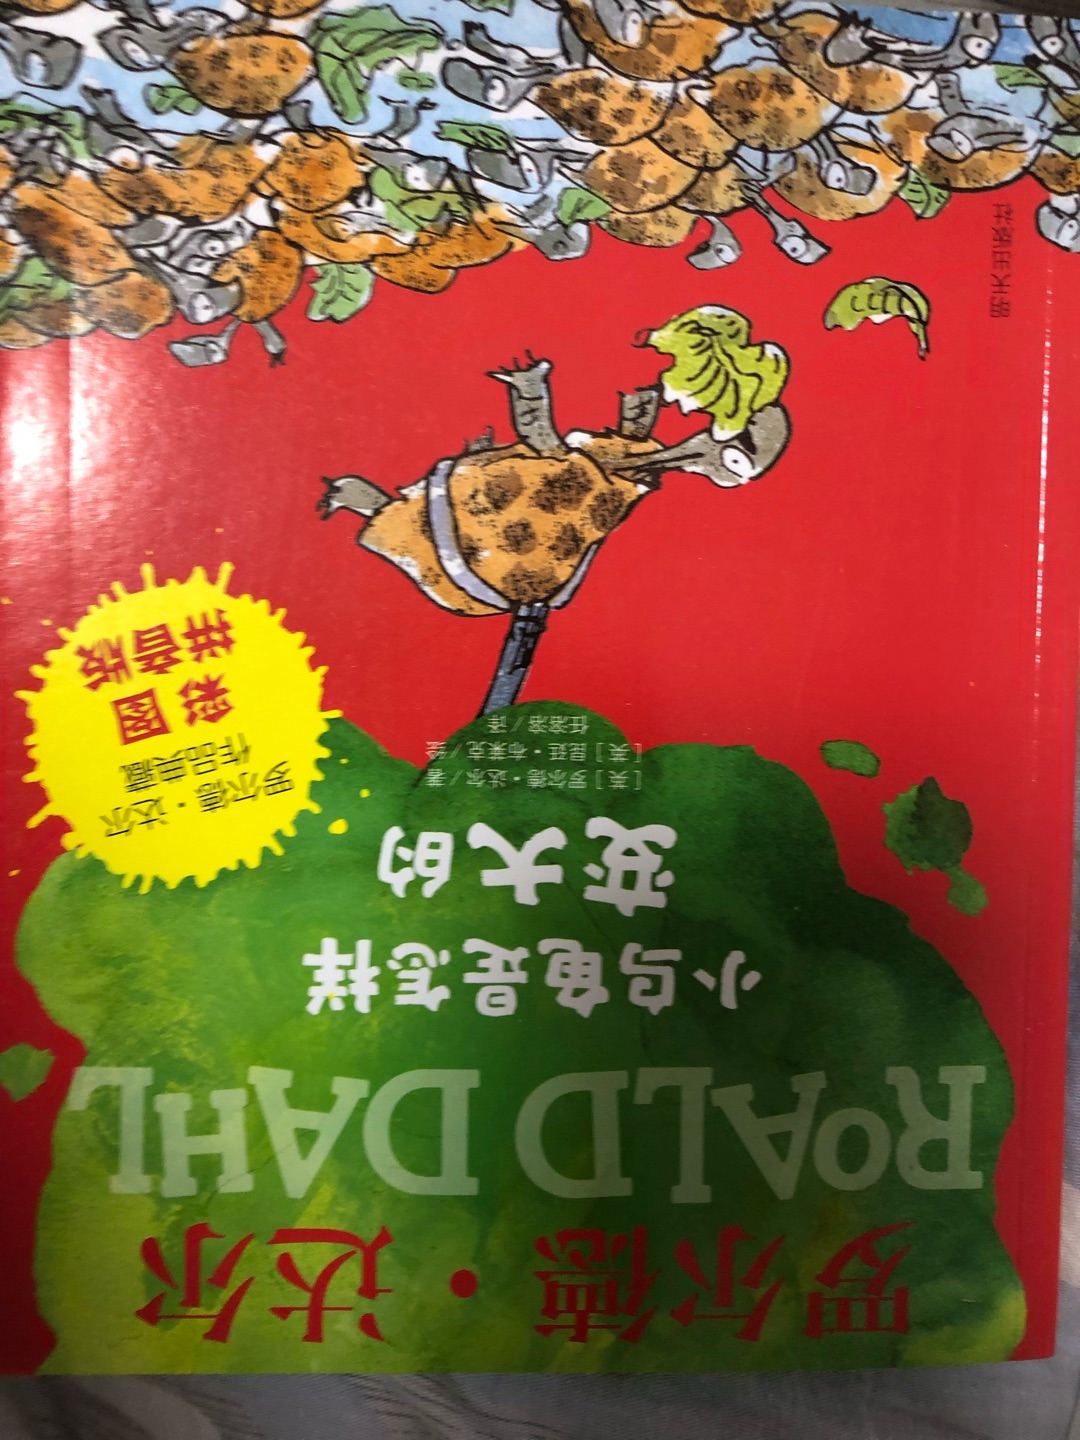 罗尔德·达尔
ROALD DAHL
小乌龟是怎样
变大的
[英]罗尔德·达尔/著
[英]昆廷·布莱克/绘
任溶溶/译
罗尔德·达尔
作品典藏
彩图
拼音版
明天出版社